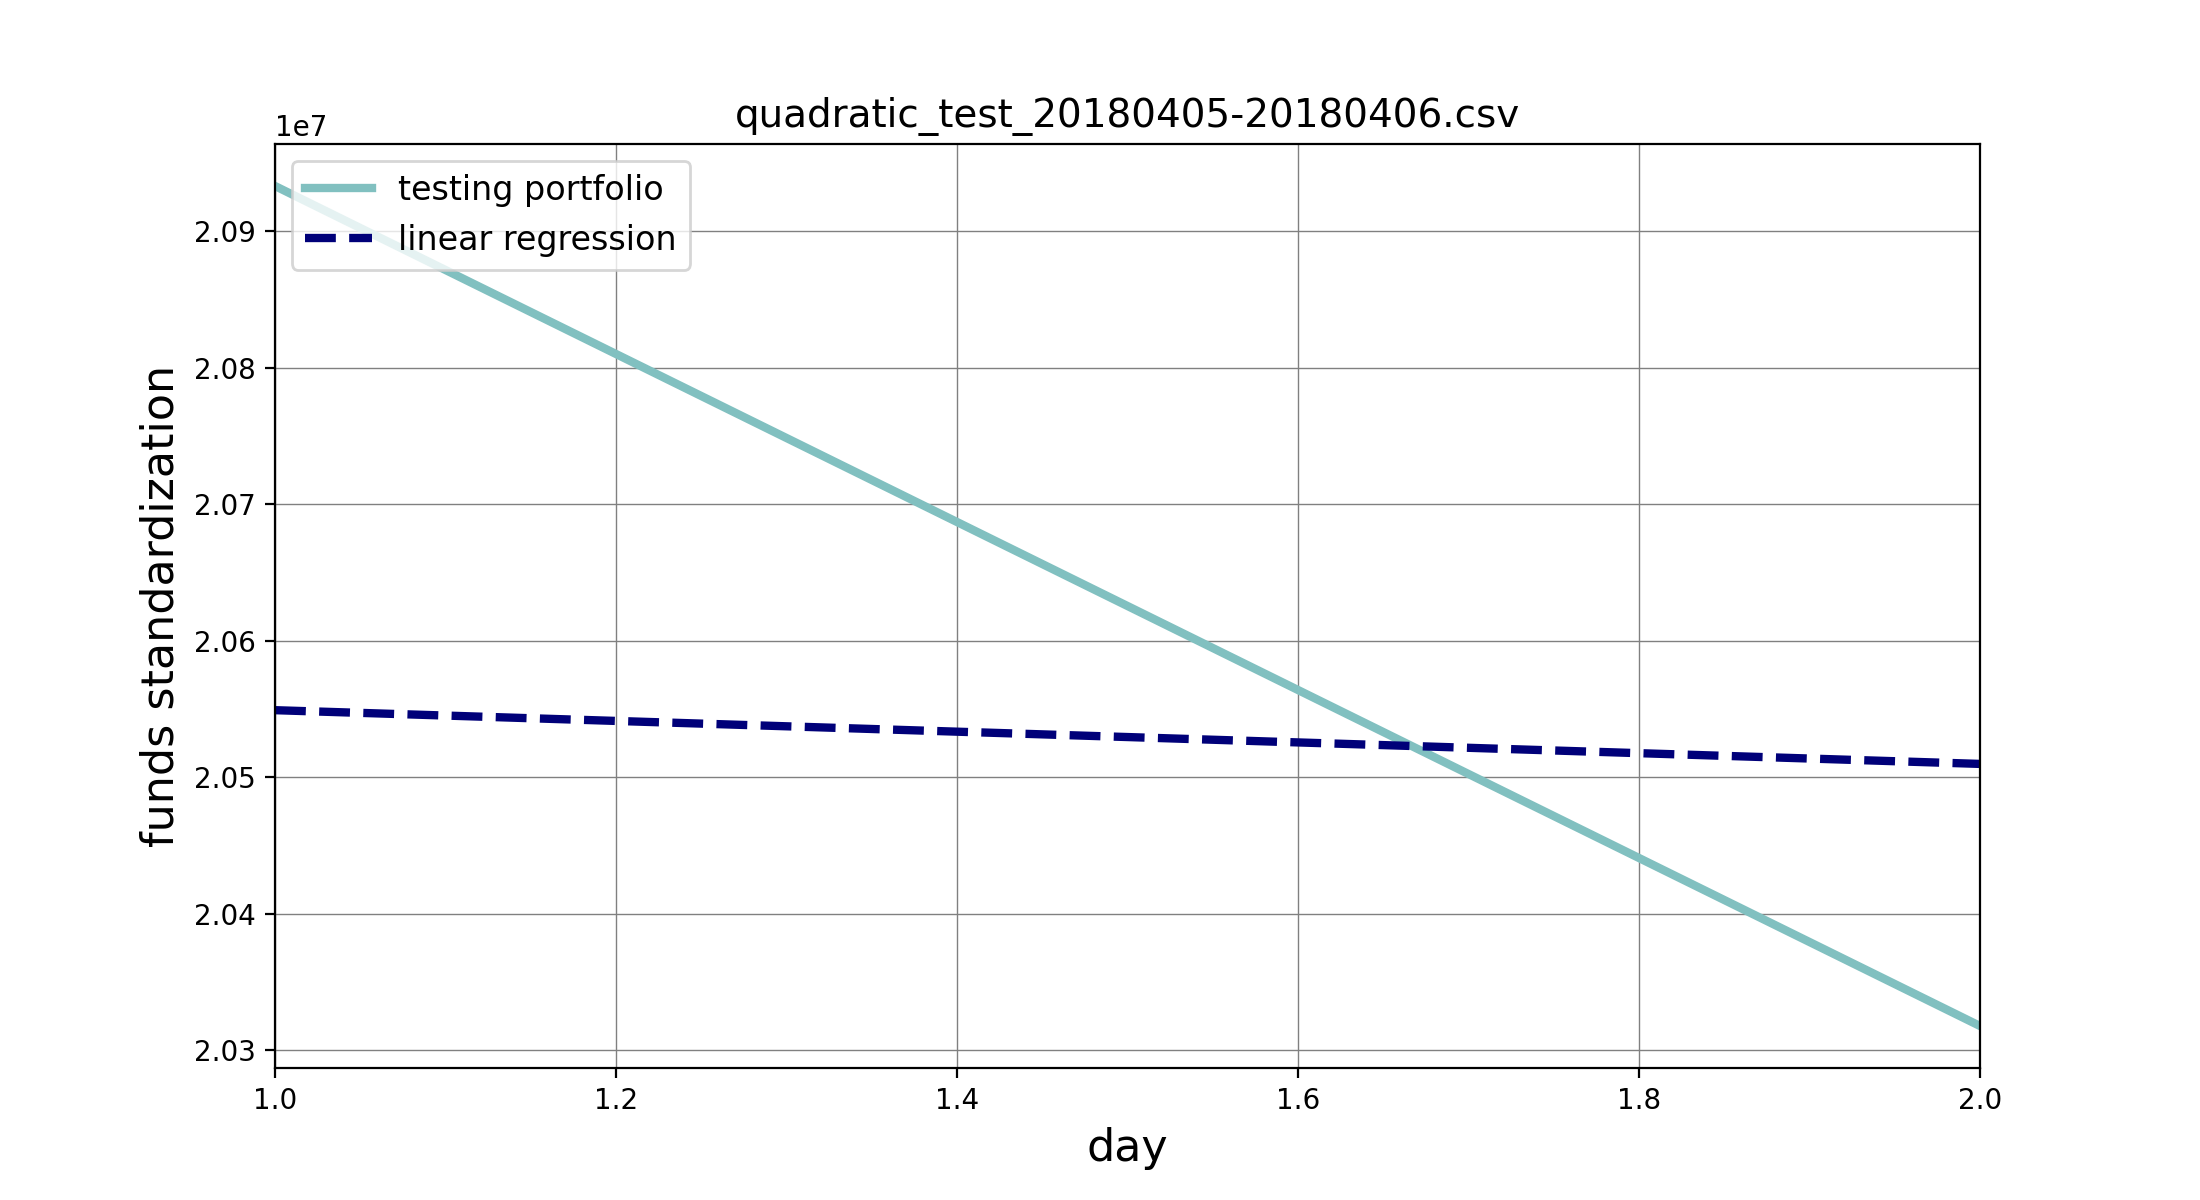 quadratic_test_20180405-20180406.csv
1e7
testing portfolio
linear regression
2.09
2.08
2.07
2.06
2.05
2.04
2.03
funds standardization
1.0 1.2 1.4 1.6 1.8 2.0
day